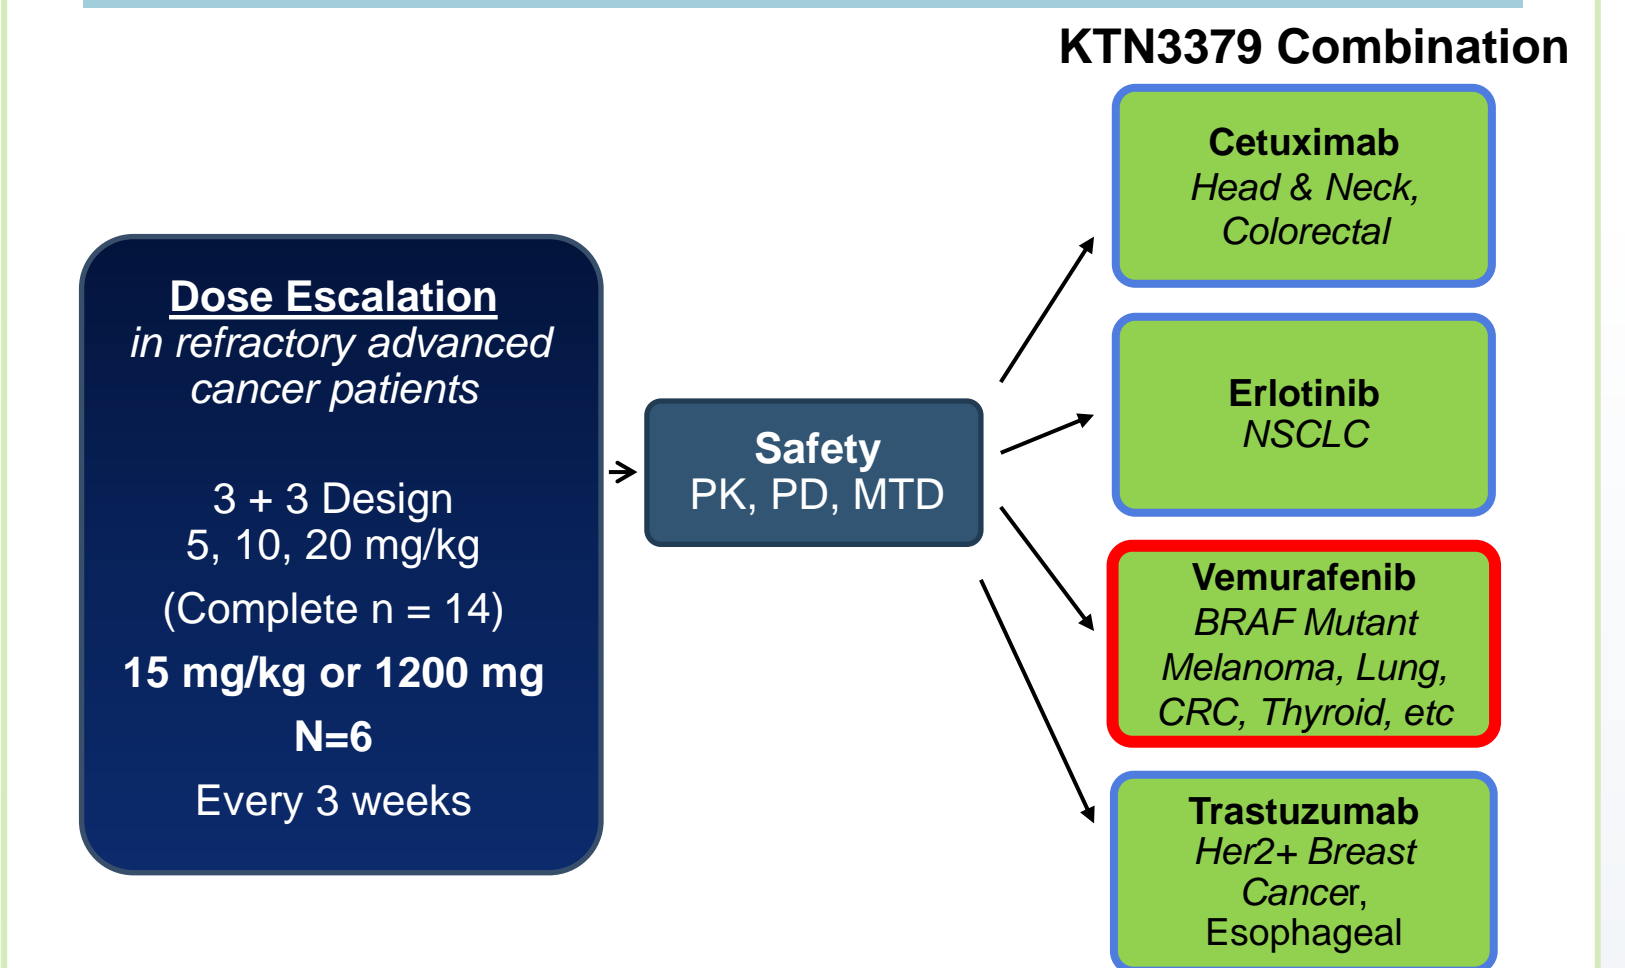 KTN3379 Combination
Dose Escalation
in refractory advanced
cancer patients
3 + 3 Design
5, 10, 20 mg/kg
(Complete n = 14)
15 mg/kg or 1200 mg
N=6
Every 3 weeks
Safety
PK, PD, MTD
Cetuximab
Head & Neck,
Colorectal
Erlotinib
NSCLC
Vemurafenib
BRAF Mutant
Melanoma, Lung,
CRC, Thyroid, etc
Trastuzumab
Her2+ Breast
Cancer,
Esophageal